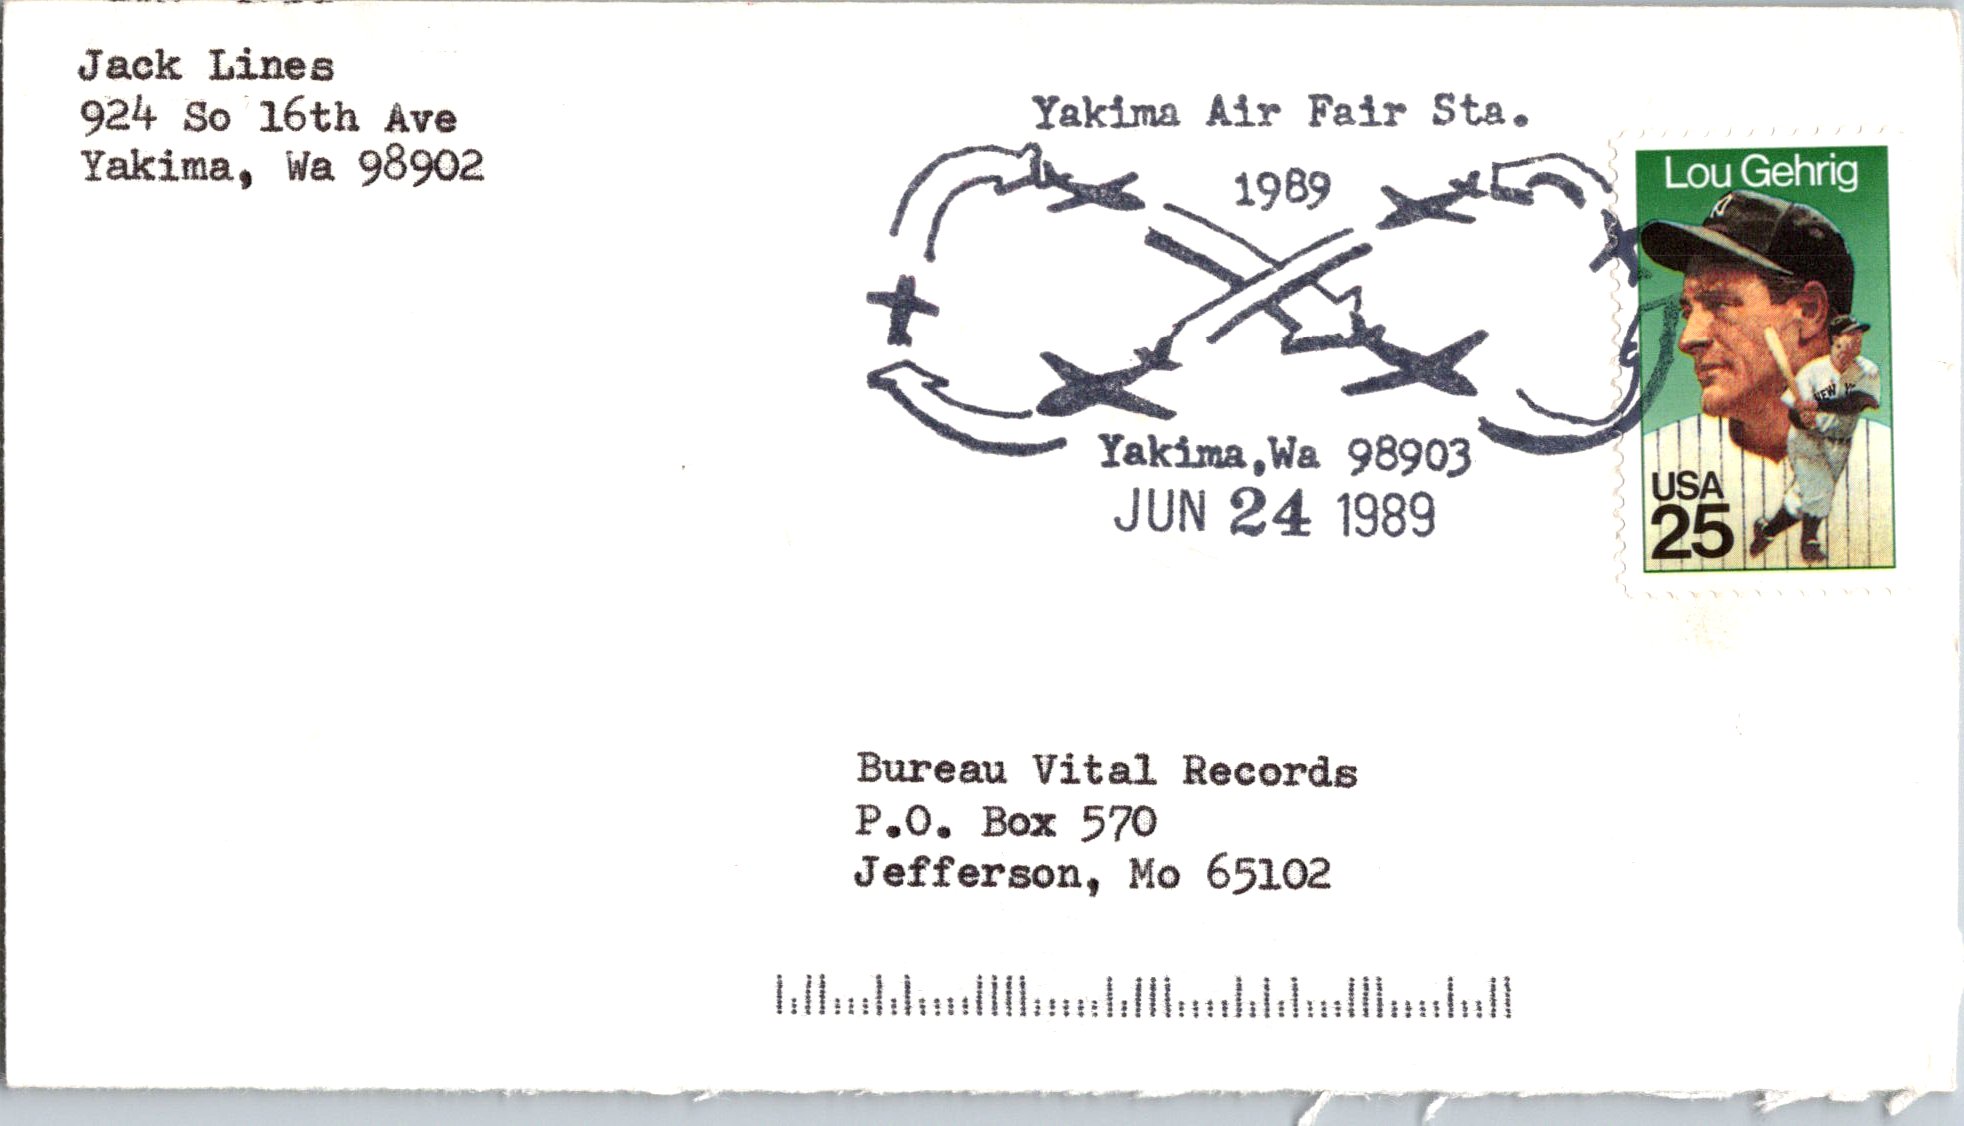 Jack Lines
924 So 16th Ave
Yakima, Wa 98902
Yakima Air Fair Sta.
1989
Yakima,Wa 98903
JUN 24 1989
Lou Gehrig
USA
25
Bureau Vital Records
P.O. Box 570
Jefferson, Mo 65102